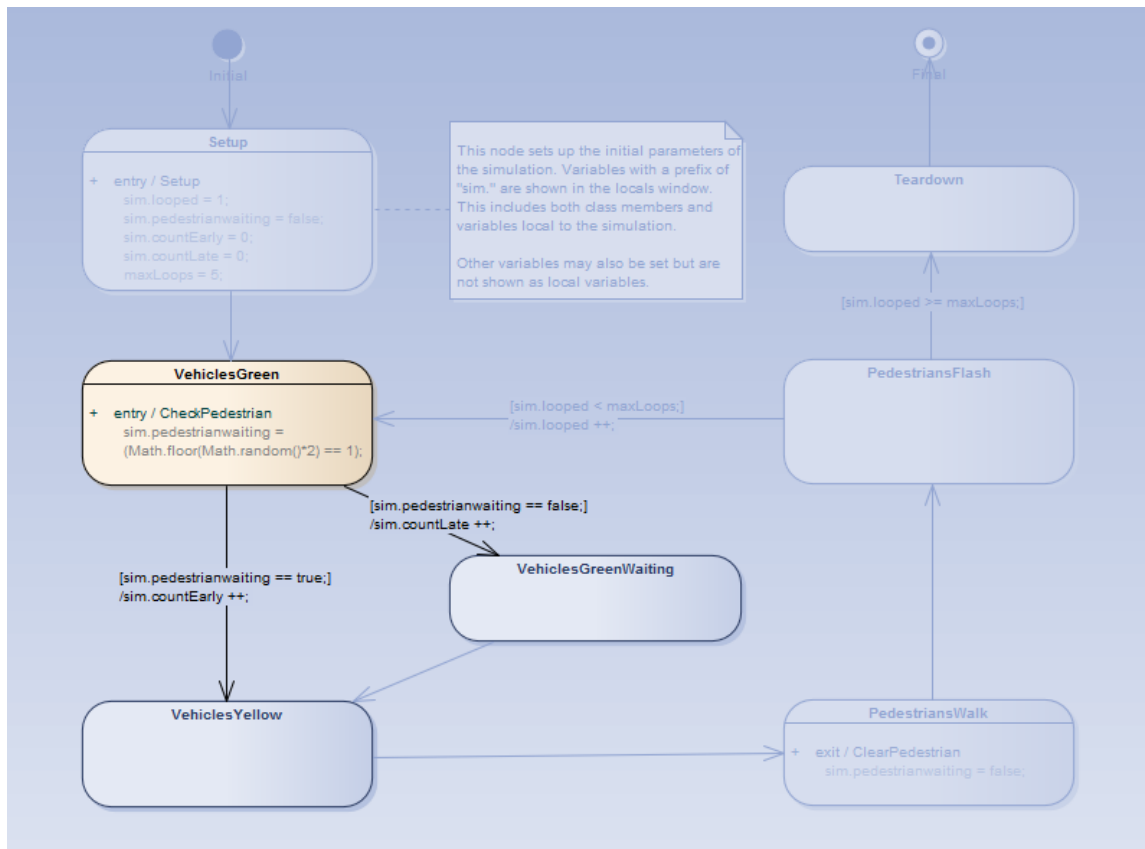 Initial
Final
Setup
+ entry / Setup
sim.looped = 1;
sim.pedestrianwaiting = false;
sim.countEarly = 0;
sim.countLate = 0;
maxLoops = 5;
This node sets up the initial parameters of
the simulation. Variables with a prefix of
"sim." are shown in the locals window.
This includes both class members and
variables local to the simulation.
Other variables may also be set but are
not shown as local variables.
Teardown
[sim.looped >= maxLoops;]
VehiclesGreen
+ entry / CheckPedestrian
sim.pedestrianwaiting =
(Math.floor(Math.random()*2) == 1);
[sim.looped < maxLoops;]
/sim.looped ++;
PedestriansFlash
[sim.pedestrianwaiting == false;]
/sim.countLate ++;
[sim.pedestrianwaiting == true;]
/sim.countEarly ++;
VehiclesGreenWaiting
VehiclesYellow
PedestriansWalk
+ exit / ClearPedestrian
sim.pedestrianwaiting = false;